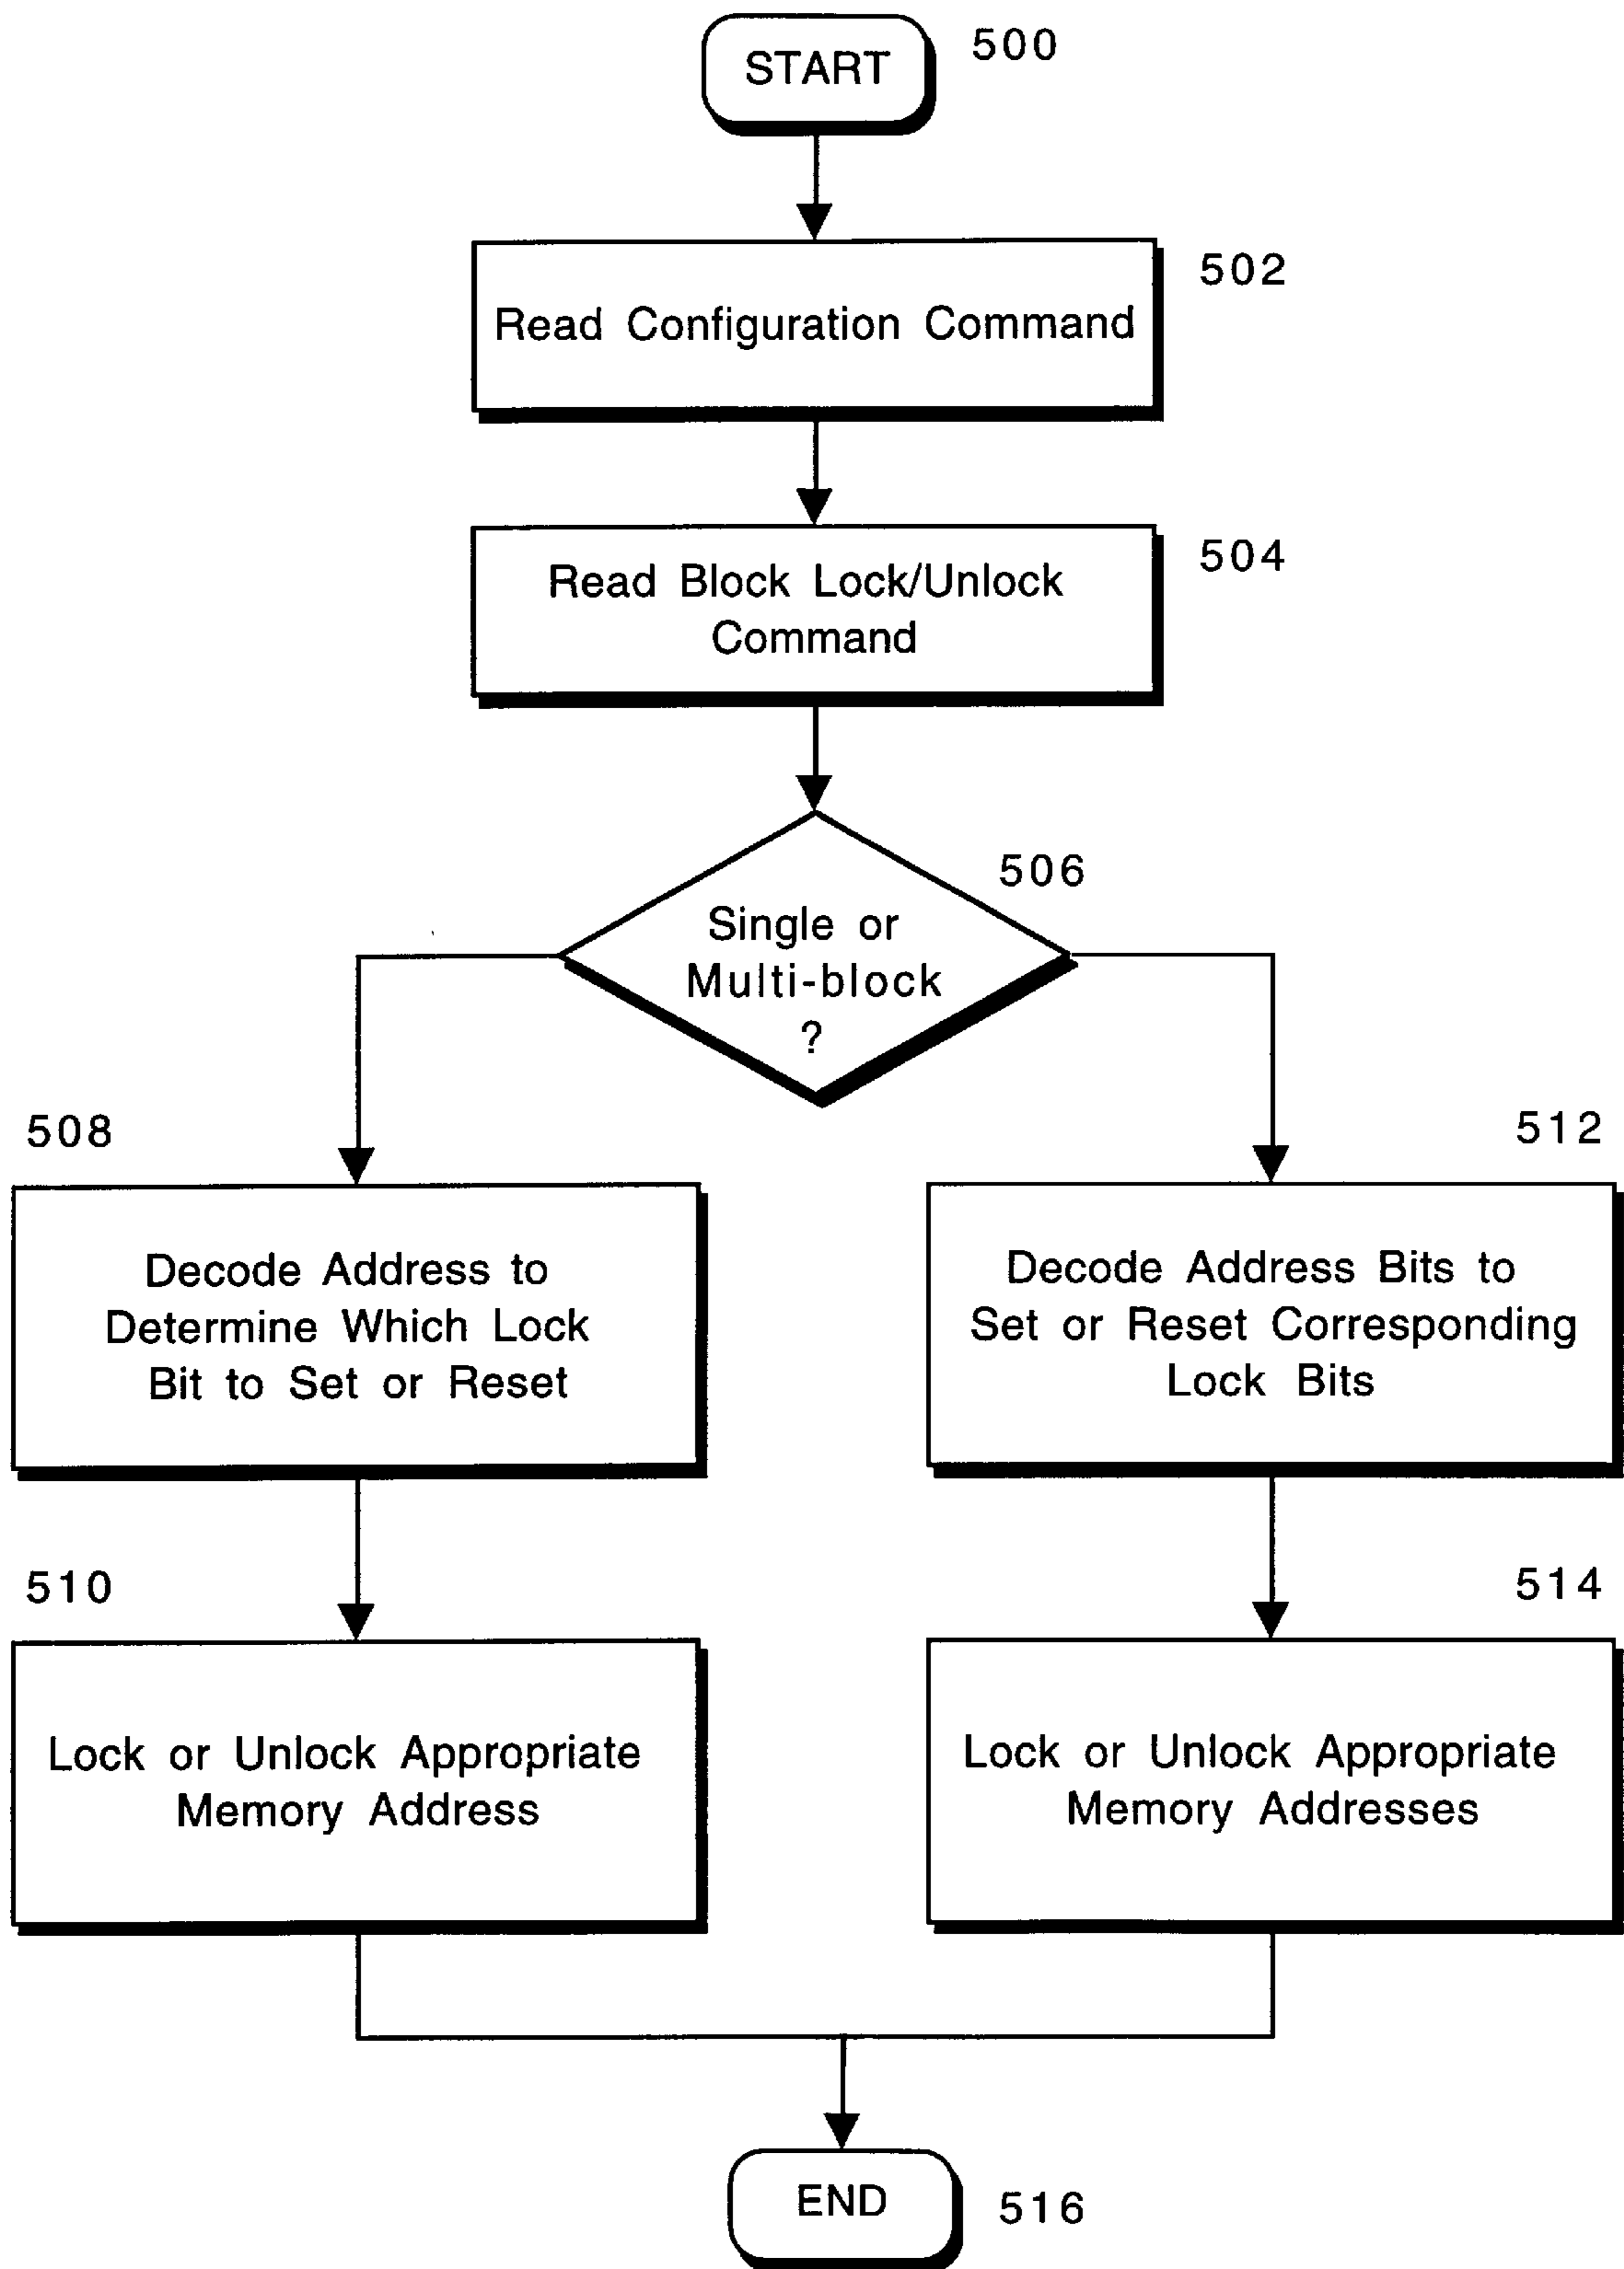 START
500
502
Read Configuration Command
504
Read Block Lock/Unlock
Command
506
Single or
Multi-block
?
508
Decode Address to
Determine Which Lock
Bit to Set or Reset
512
Decode Address Bits to
Set or Reset Corresponding
Lock Bits
510
Lock or Unlock Appropriate
Memory Address
514
Lock or Unlock Appropriate
Memory Addresses
END
516